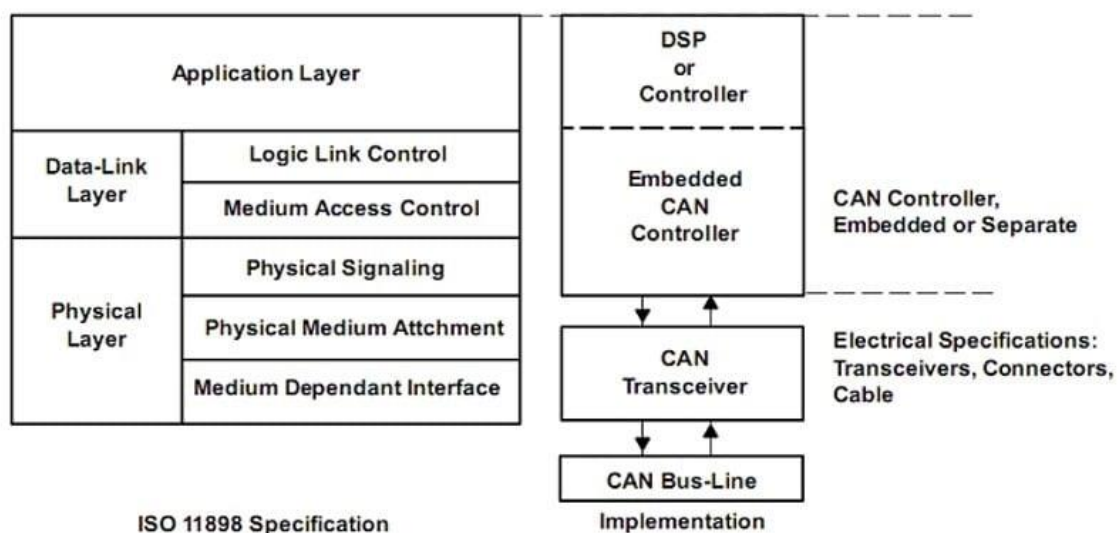 Application Layer
Data-Link
Layer
Logic Link Control
Medium Access Control
Physical
Layer
Physical Signaling
Physical Medium Attchment
Medium Dependant Interface
ISO 11898 Specification
DSP
or
Controller
Embedded
CAN
Controller
CAN
Transceiver
CAN Bus-Line
Implementation
CAN Controller,
Embedded or Separate
Electrical Specifications:
Transceivers, Connectors,
Cable